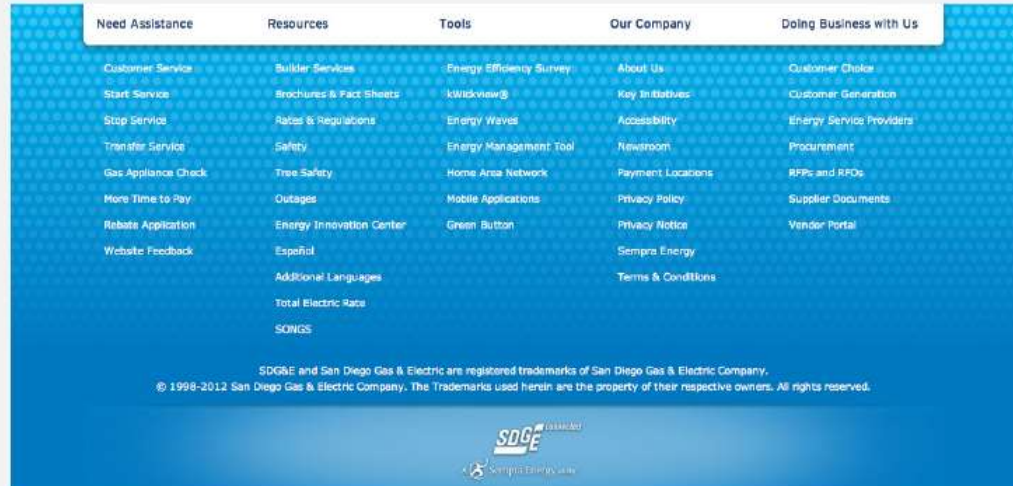 Need Assistance
Resources
Tools
Our Company
Doing Business with Us
Customer Service
Start Service
Stop Service
Transfer Service
Gas Appliance Check
More Time to Pay
Rebate Application
Website Feedback
Builder Services
Brochures & Fact Sheets
Rates & Regulations
Safety
Tree Safety
Outages
Energy Innovation Center
Español
Additional Languages
Total Electric Rate
SONGS
Energy Efficiency Survey
kWickview®
Energy Waves
Energy Management Tool
Home Area Network
Mobile Applications
Green Button
About Us
Key Initiatives
Accessibility
Newsroom
Payment Locations
Privacy Policy
Privacy Notice
Sempra Energy
Terms & Conditions
Customer Choice
Customer Generation
Energy Service Providers
Procurement
RFPs and RFOs
Supplier Documents
Vendor Portal
SDG&E and San Diego Gas & Electric are registered trademarks of San Diego Gas & Electric Company.
© 1998-2012 San Diego Gas & Electric Company. The Trademarks used herein are the property of their respective owners. All rights reserved.
SDGE connected
A Sempra Energy utility